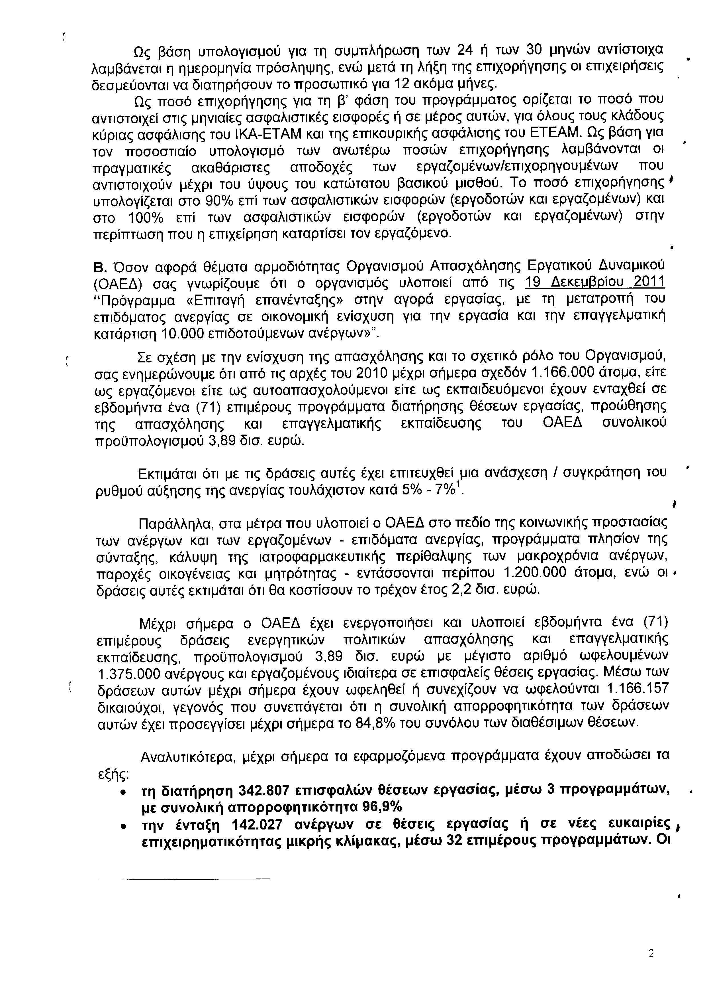 Ως βάση υπολογισμού για τη συμπλήρωση των 24 ή των 30 μηνών αντίστοιχα
λαμβάνεται η ημερομηνία πρόσληψης, ενώ μετά τη λήξη της επιχορήγησης οι επιχειρήσεις
δεσμεύονται να διατηρήσουν το προσωπικό για 12 ακόμα μήνες.
Ως ποσό επιχορήγησης για τη β’ φάση του προγράμματος ορίζεται το ποσό που
αντιστοιχεί στις μηνιαίες ασφαλιστικές εισφορές ή σε μέρος αυτών, για όλους τους κλάδους
κύριας ασφάλισης του ΙΚΑ-ΕΤΑΜ και της επικουρικής ασφάλισης του ΕΤΕΑΜ. Ως βάση για
τον ποσοστιαίο υπολογισμό των ανωτέρω ποσών επιχορήγησης λαμβάνονται οι
πραγματικές ακαθάριστες αποδοχές των εργαζομένων/επιχορηγουμένων που
αντιστοιχούν μέχρι του ύψους του κατώτατου βασικού μισθού. Το ποσό επιχορήγησης
υπολογίζεται στο 90% επί των ασφαλιστικών εισφορών (εργοδοτών και εργαζομένων) και
στο 100% επί των ασφαλιστικών εισφορών (εργοδοτών και εργαζομένων) στην
περίπτωση που η επιχείρηση καταρτίσει τον εργαζόμενο.
Β. Όσον αφορά θέματα αρμοδιότητας Οργανισμού Απασχόλησης Εργατικού Δυναμικού
(ΟΑΕΔ) σας γνωρίζουμε ότι ο οργανισμός υλοποιεί από τις 19 Δεκεμβρίου 2011
“Πρόγραμμα «Επιταγή επανένταξης» στην αγορά εργασίας, με τη μετατροπή του
επιδόματος ανεργίας σε οικονομική ενίσχυση για την εργασία και την επαγγελματική
κατάρτιση 10.000 επιδοτούμενων ανέργων»”.
Σε σχέση με την ενίσχυση της απασχόλησης και το σχετικό ρόλο του Οργανισμού,
σας ενημερώνουμε ότι από τις αρχές του 2010 μέχρι σήμερα σχεδόν 1.166.000 άτομα, είτε
ως εργαζόμενοι είτε ως αυτοαπασχολούμενοι είτε ως εκπαιδευόμενοι έχουν ενταχθεί σε
εβδομήντα ένα (71) επιμέρους προγράμματα διατήρησης θέσεων εργασίας, προώθησης
της απασχόλησης και επαγγελματικής εκπαίδευσης του ΟΑΕΔ συνολικού
προϋπολογισμού 3,89 δισ. ευρώ.
Εκτιμάται ότι με τις δράσεις αυτές έχει επιτευχθεί μια ανάσχεση / συγκράτηση του
ρυθμού αύξησης της ανεργίας τουλάχιστον κατά 5% - 7%¹.
Παράλληλα, στα μέτρα που υλοποιεί ο ΟΑΕΔ στο πεδίο της κοινωνικής προστασίας
των ανέργων και των εργαζομένων - επιδόματα ανεργίας, προγράμματα πλησίον της
σύνταξης, κάλυψη της ιατροφαρμακευτικής περίθαλψης των μακροχρόνια ανέργων,
παροχές οικογένειας και μητρότητας - εντάσσονται περίπου 1.200.000 άτομα, ενώ οι
δράσεις αυτές εκτιμάται ότι θα κοστίσουν το τρέχον έτος 2,2 δισ. ευρώ.
Μέχρι σήμερα ο ΟΑΕΔ έχει ενεργοποιήσει και υλοποιεί εβδομήντα ένα (71)
επιμέρους δράσεις ενεργητικών πολιτικών απασχόλησης και επαγγελματικής
εκπαίδευσης, προϋπολογισμού 3,89 δισ. ευρώ με μέγιστο αριθμό ωφελουμένων
1.375.000 ανέργους και εργαζομένους ιδιαίτερα σε επισφαλείς θέσεις εργασίας. Μέσω των
δράσεων αυτών μέχρι σήμερα έχουν ωφεληθεί ή συνεχίζουν να ωφελούνται 1.166.157
δικαιούχοι, γεγονός που συνεπάγεται ότι η συνολική απορροφητικότητα των δράσεων
αυτών έχει προσεγγίσει μέχρι σήμερα το 84,8% του συνόλου των διαθέσιμων θέσεων.
Αναλυτικότερα, μέχρι σήμερα τα εφαρμοζόμενα προγράμματα έχουν αποδώσει τα
εξής:
• τη διατήρηση 342.807 επισφαλών θέσεων εργασίας, μέσω 3 προγραμμάτων,
με συνολική απορροφητικότητα 96,9%
• την ένταξη 142.027 ανέργων σε θέσεις εργασίας ή σε νέες ευκαιρίες
επιχειρηματικότητας μικρής κλίμακας, μέσω 32 επιμέρους προγραμμάτων. Οι
2